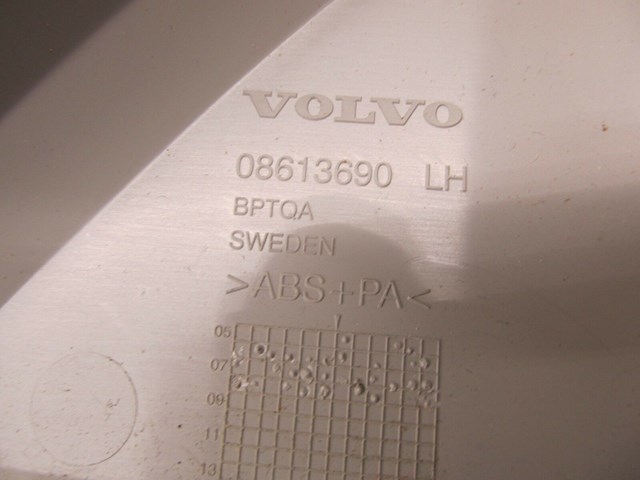 VOLVO
08613690 LH
BPTQA
SWEDEN
>ABS+PA<
05
07
09
11
13